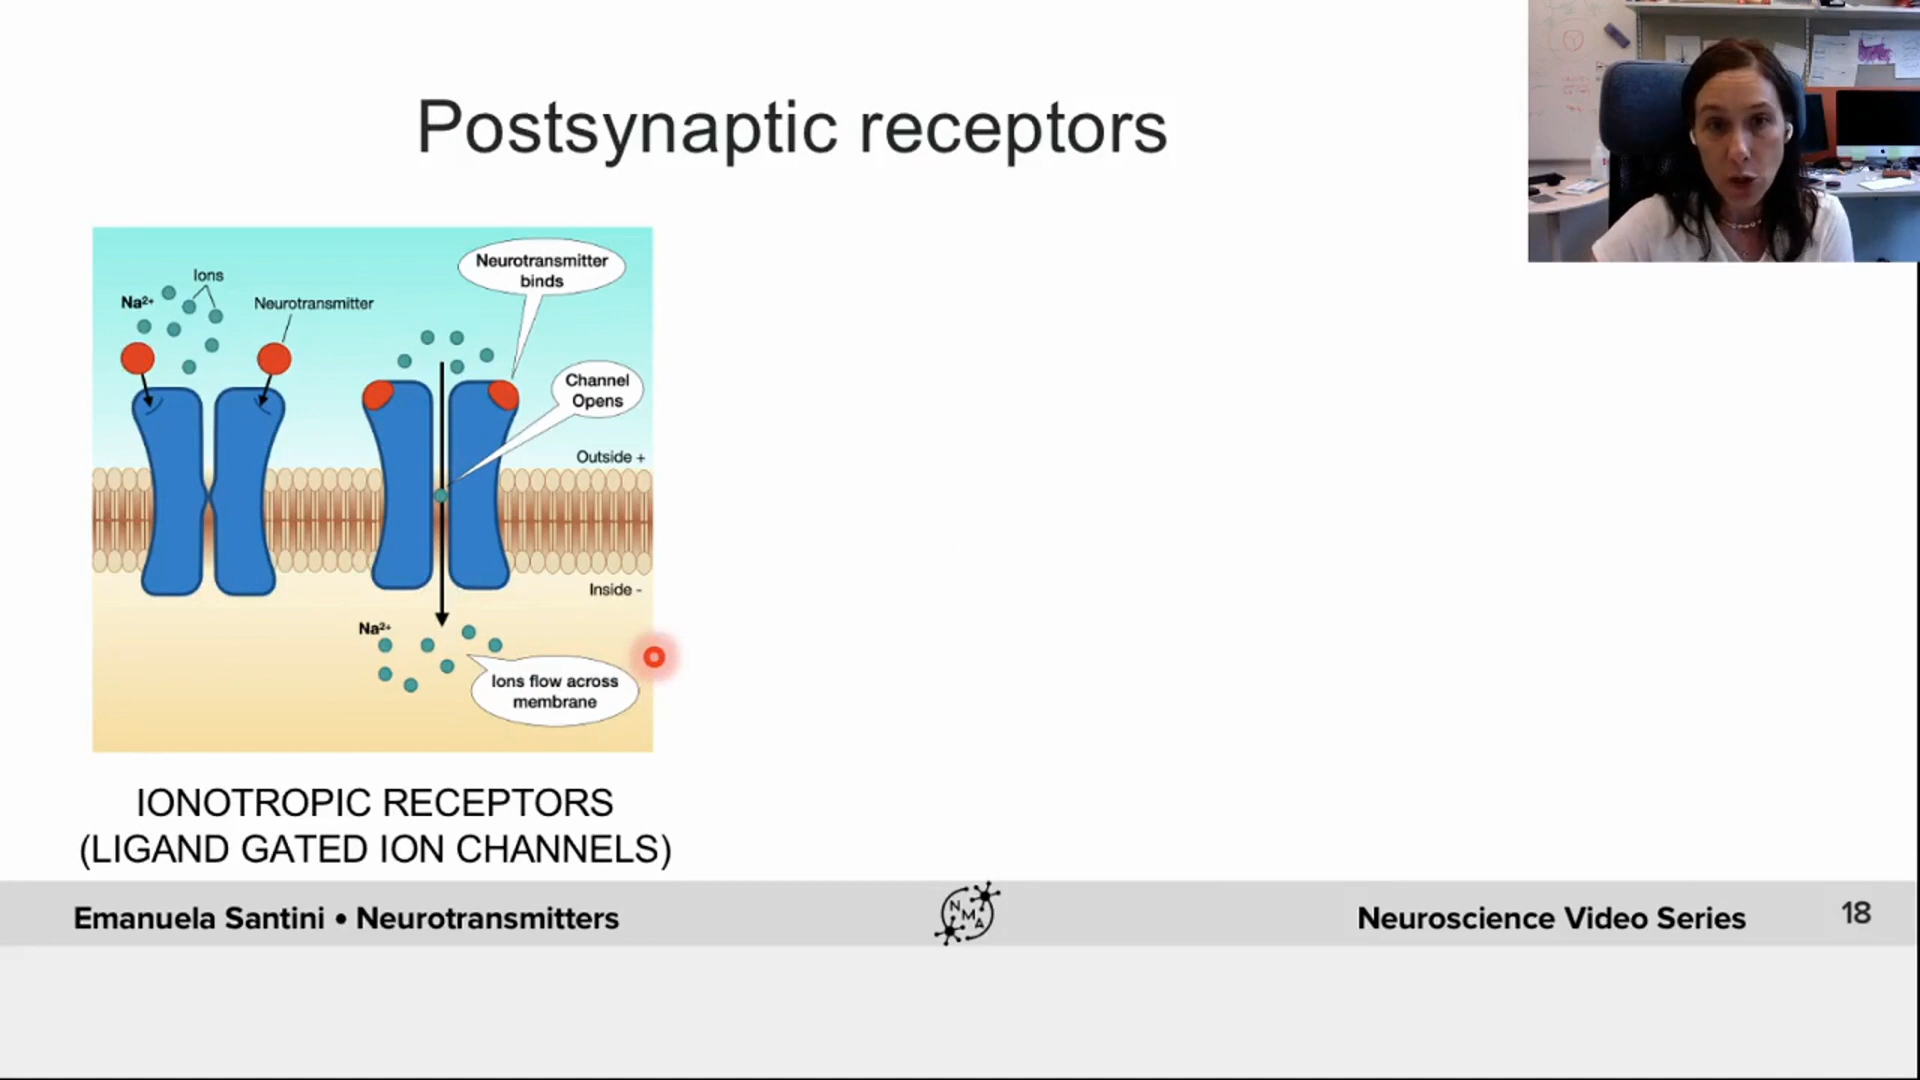 Postsynaptic receptors
Ions
Na²⁺
Neurotransmitter
Neurotransmitter
binds
Channel
Opens
Outside +
Inside -
Na²⁺
Ions flow across
membrane
IONOTROPIC RECEPTORS
(LIGAND GATED ION CHANNELS)
Emanuela Santini • Neurotransmitters
NMA
Neuroscience Video Series
18